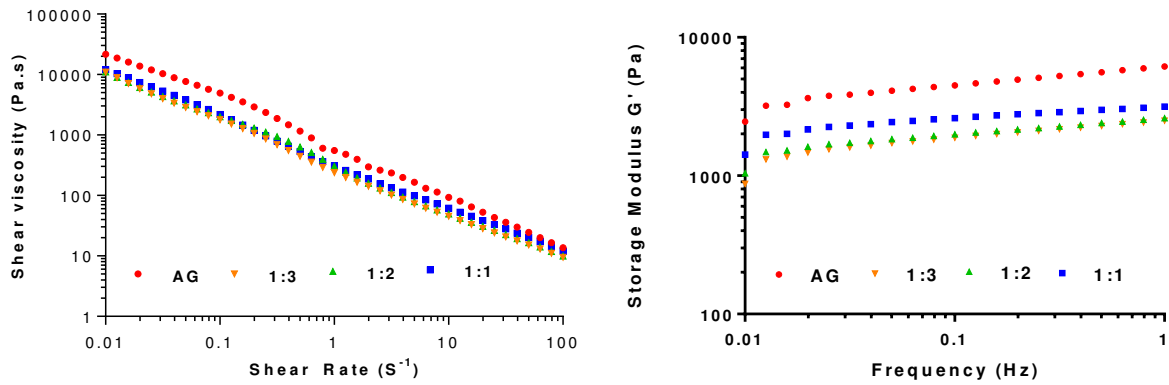 Shear viscosity (Pa.s)
100000
10000
1000
100
10
1
AG 1:3 1:2 1:1
0.01 0.1 1 10 100
Shear Rate (S⁻¹)
Storage Modulus G' (Pa)
10000
1000
100
AG 1:3 1:2 1:1
0.01 0.1 1
Frequency (Hz)